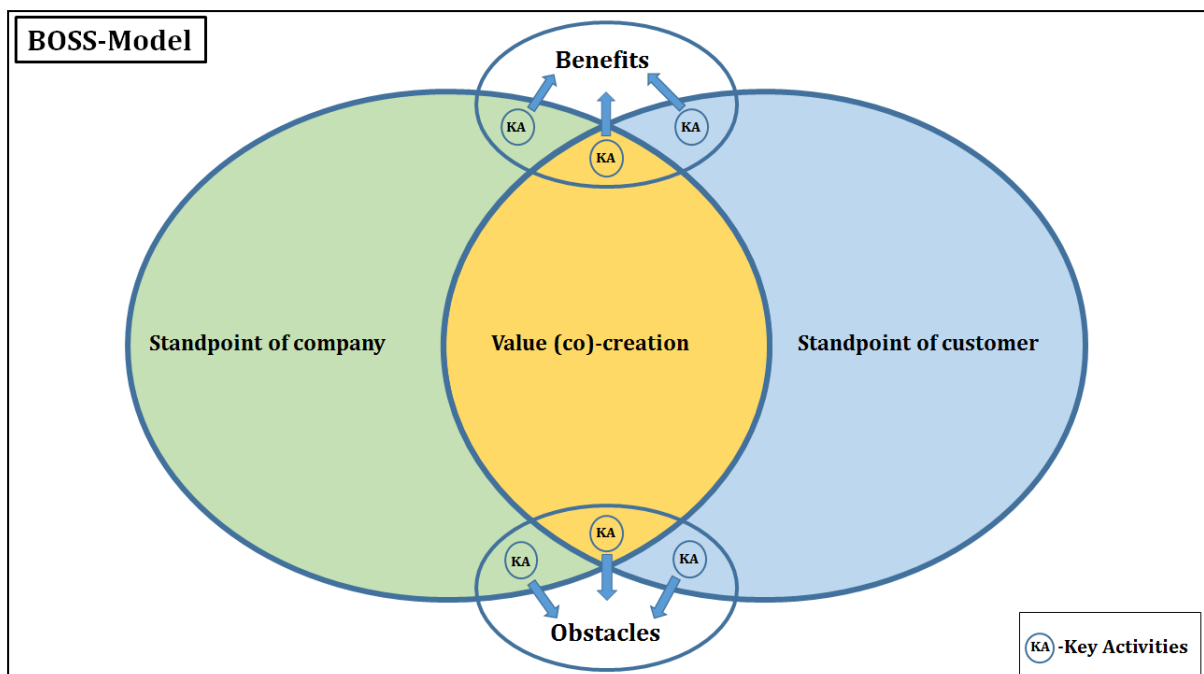 BOSS-Model
Benefits
KA
KA
KA
Standpoint of company
Value (co)-creation
Standpoint of customer
KA
KA
KA
Obstacles
KA -Key Activities